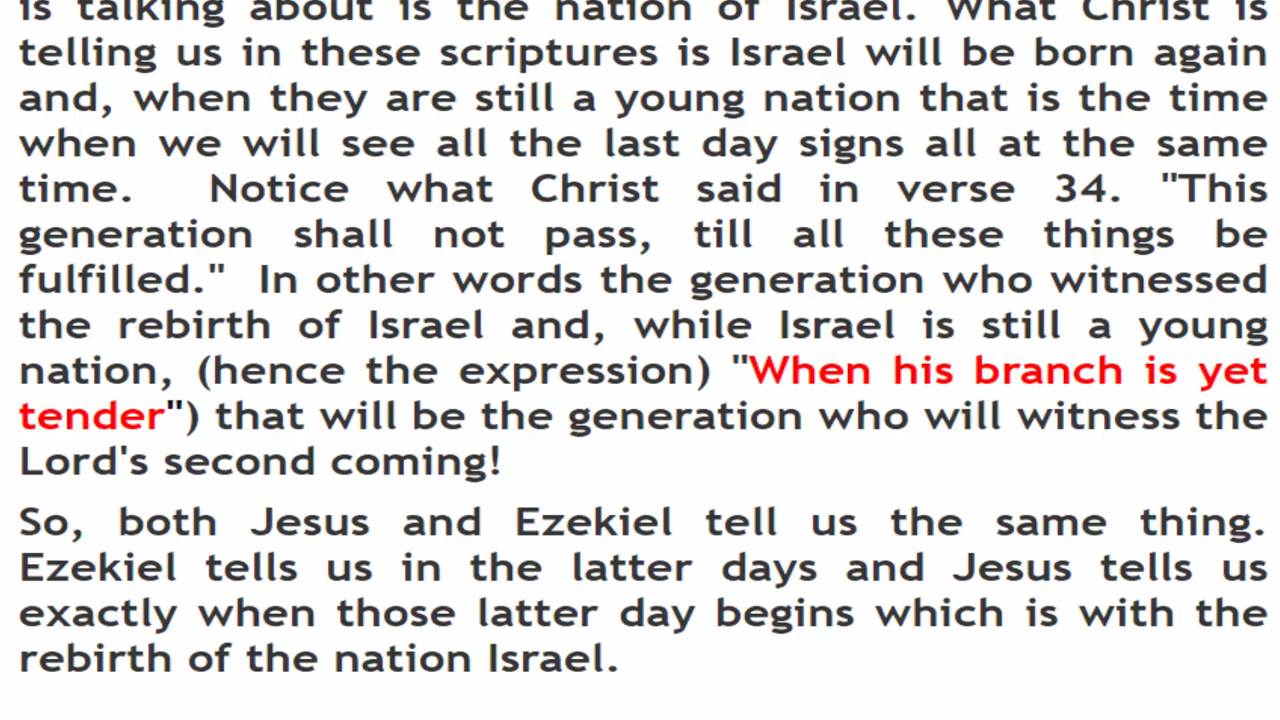 is talking about is the nation of Israel. What Christ is
telling us in these scriptures is Israel will be born again
and, when they are still a young nation that is the time
when we will see all the last day signs all at the same
time. Notice what Christ said in verse 34. "This
generation shall not pass, till all these things be
fulfilled." In other words the generation who witnessed
the rebirth of Israel and, while Israel is still a young
nation, (hence the expression) "When his branch is yet
tender") that will be the generation who will witness the
Lord's second coming!
So, both Jesus and Ezekiel tell us the same thing.
Ezekiel tells us in the latter days and Jesus tells us
exactly when those latter day begins which is with the
rebirth of the nation Israel.